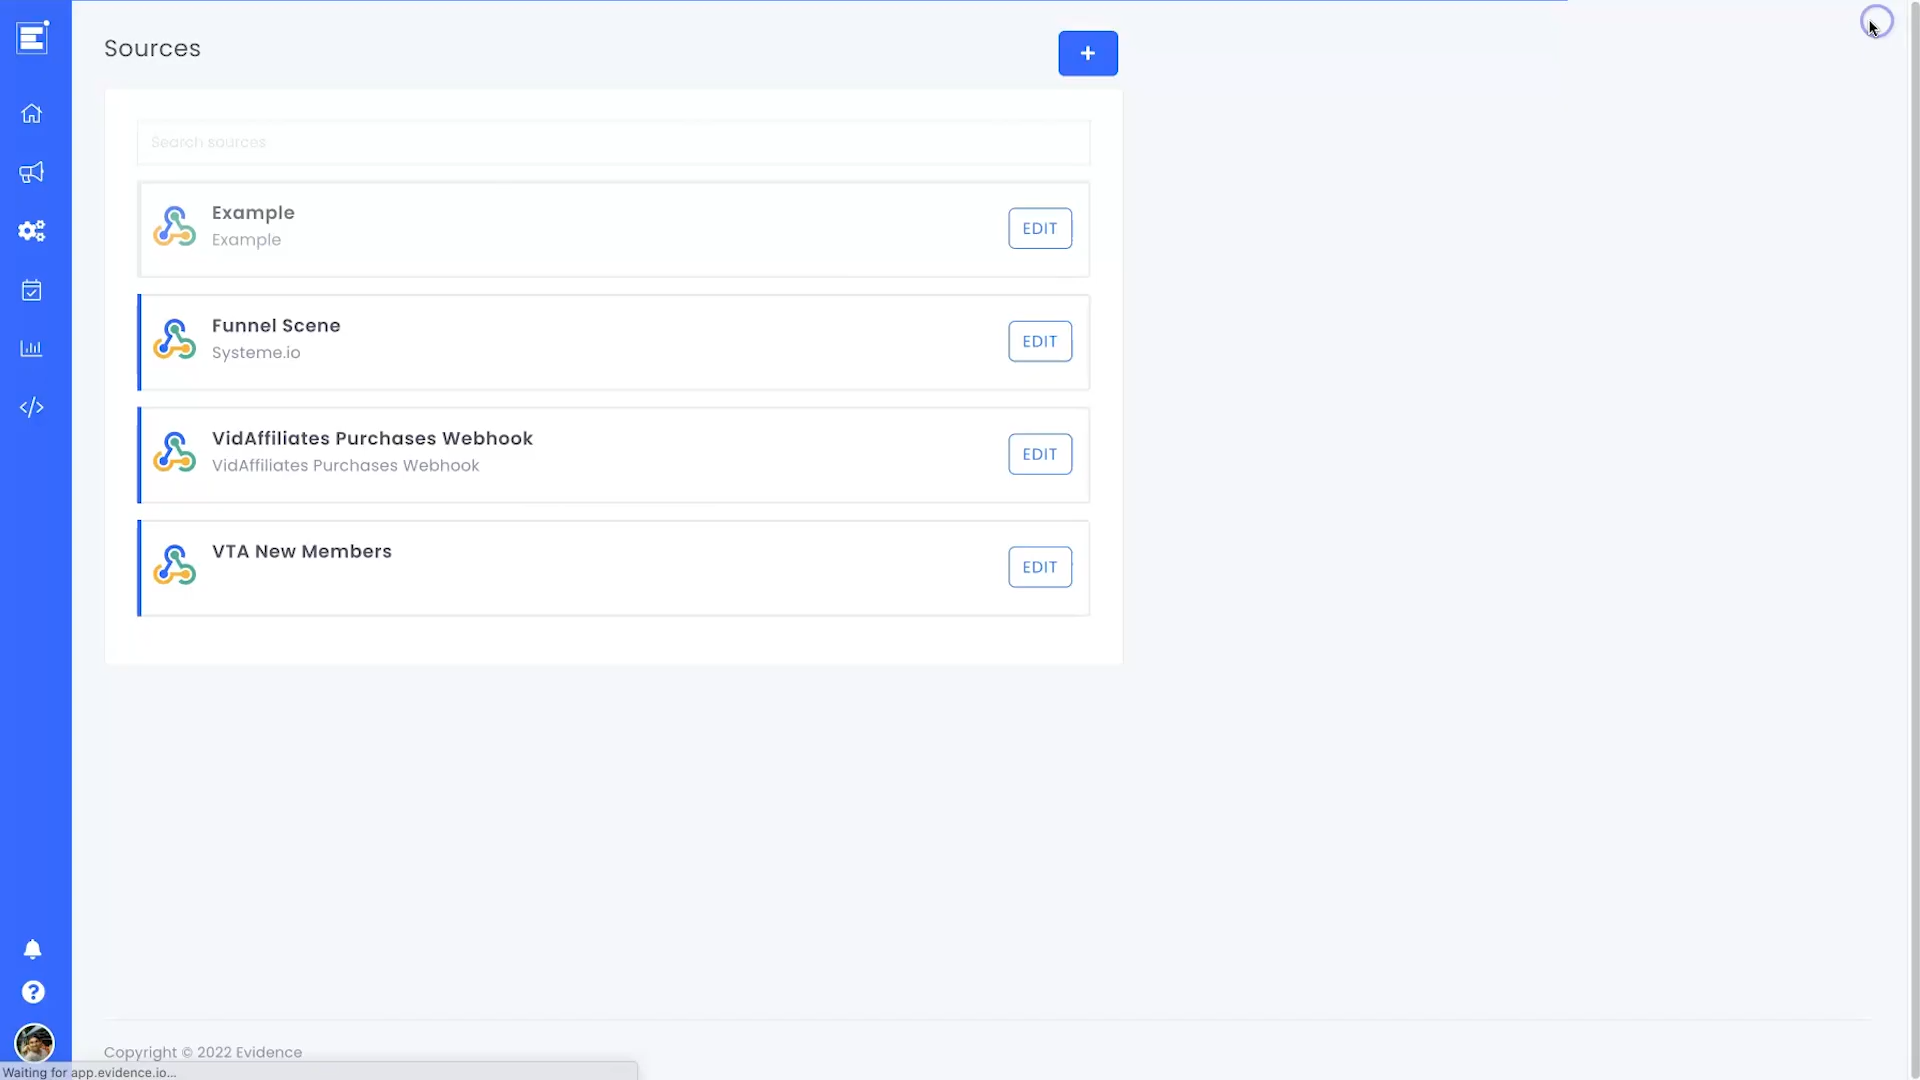 Sources
+
Search sources
Example
Example
EDIT
Funnel Scene
Systeme.io
EDIT
VidAffiliates Purchases Webhook
VidAffiliates Purchases Webhook
EDIT
VTA New Members
EDIT
Copyright © 2022 Evidence
Waiting for app.evidence.io...